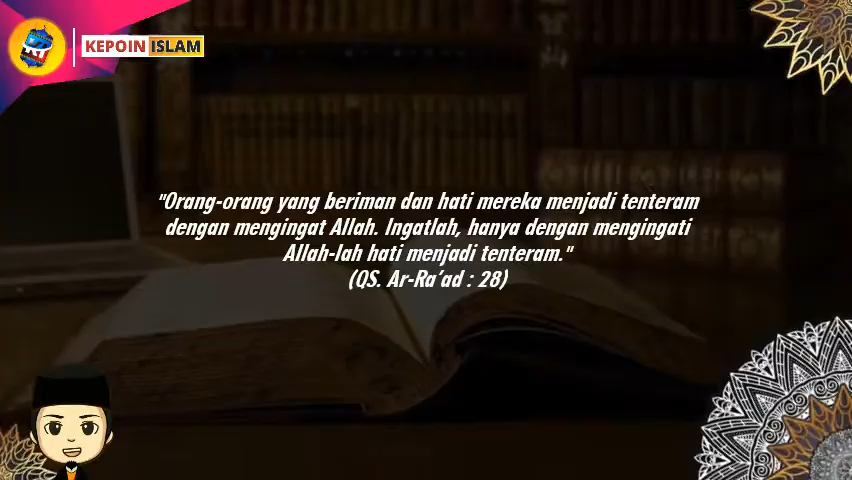 KEPOIN ISLAM
"Orang-orang yang beriman dan hati mereka menjadi tenteram
dengan mengingat Allah. Ingatlah, hanya dengan mengingati
Allah-lah hati menjadi tenteram."
(QS. Ar-Ra'ad : 28)